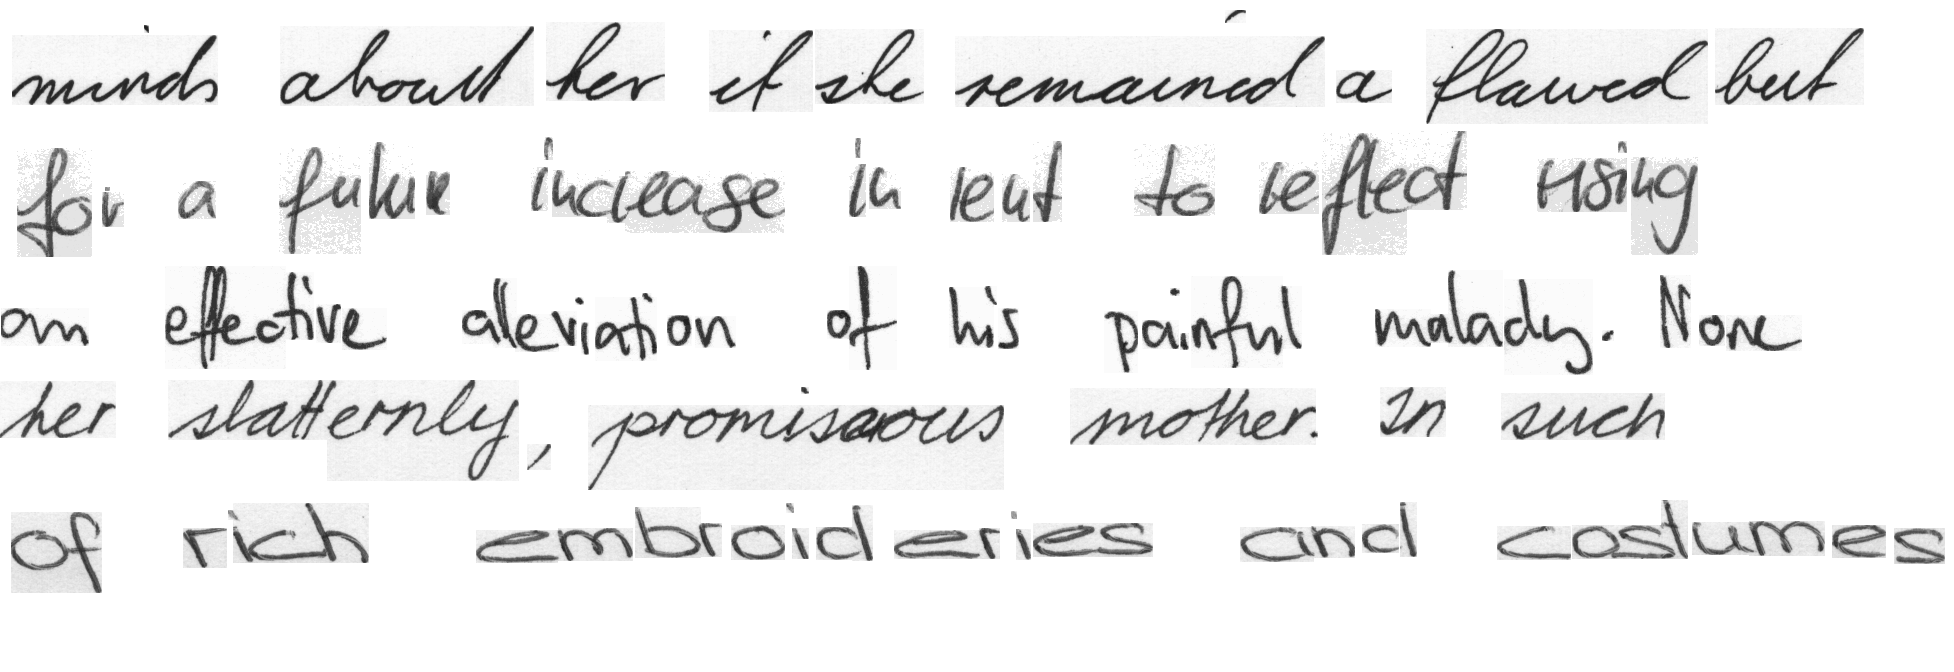 minds about her if she remained a flawed but
for a future increase in rent to reflect rising
an effective alleviation of his painful malady. None
her slatternly, promiscuous mother. In such
of rich embroideries and costumes